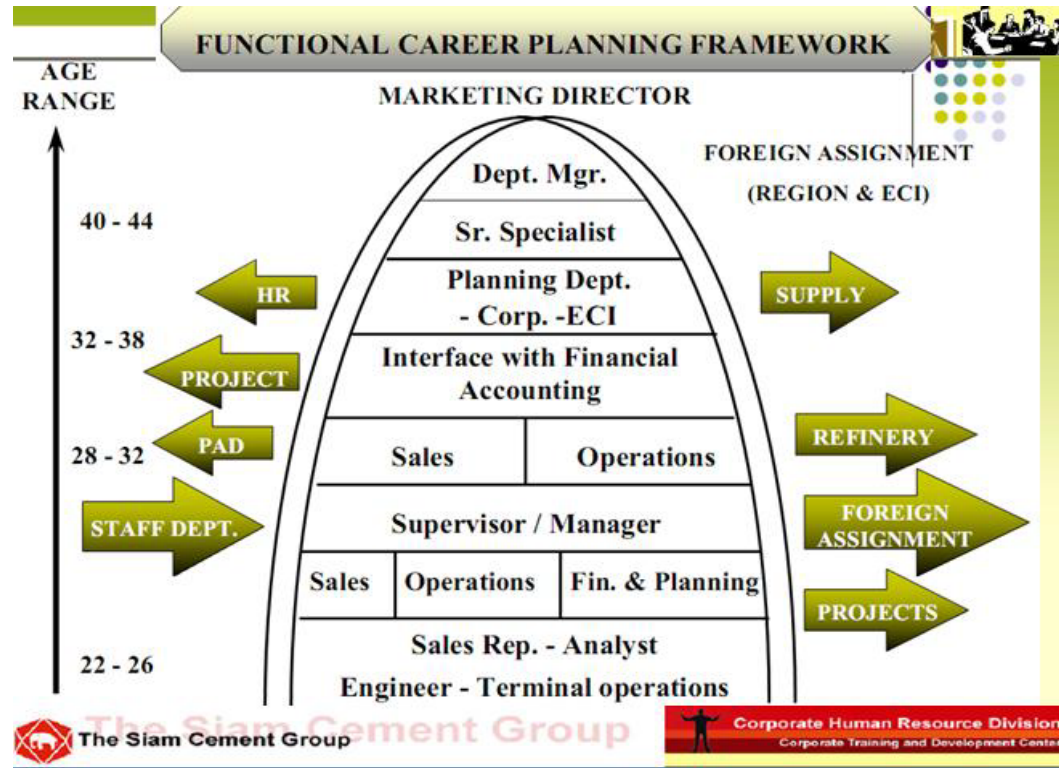 FUNCTIONAL CAREER PLANNING FRAMEWORK
AGE
RANGE
MARKETING DIRECTOR
FOREIGN ASSIGNMENT
(REGION & ECI)
Dept. Mgr.
40 - 44
Sr. Specialist
Planning Dept.
- Corp. -ECI
HR
SUPPLY
32 - 38
Interface with Financial
Accounting
PROJECT
PAD
REFINERY
28 - 32
Sales
Operations
STAFF DEPT.
Supervisor / Manager
FOREIGN
ASSIGNMENT
Sales
Operations
Fin. & Planning
PROJECTS
Sales Rep. - Analyst
22 - 26
Engineer - Terminal operations
The Siam Cement Group
The Siam Cement Group
Corporate Human Resource Division
Corporate Training and Development Center